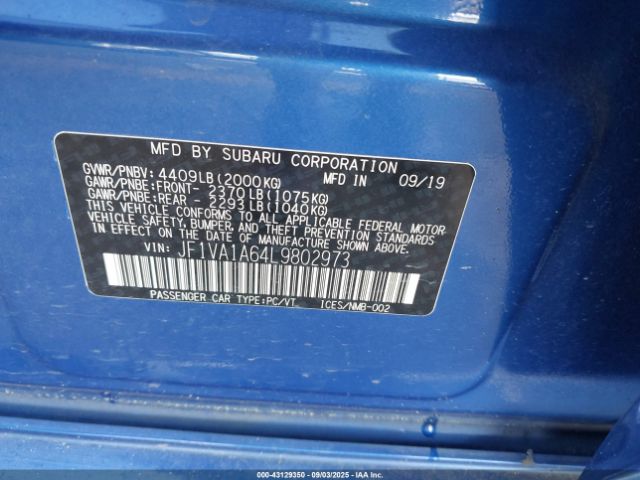 MFD BY SUBARU CORPORATION
GVWR/PNBV: 4409LB(2000KG) MFD IN 09/19
GAWR/PNBE:FRONT- 2370LB(1075KG)
GAWR/PNBE:REAR - 2293LB(1040KG)
THIS VEHICLE CONFORMS TO ALL APPLICABLE FEDERAL MOTOR
VEHICLE SAFETY, BUMPER, AND THEFT PREVENTION STANDARDS
IN EFFECT ON THE DATE OF MANUFACTURE SHOWN ABOVE.
VIN: JF1VA1A64L9802973
PASSENGER CAR TYPE:PC/VT ICES/NMB-002
© 00-43129350 (09/03/2025) - IAAI.COM